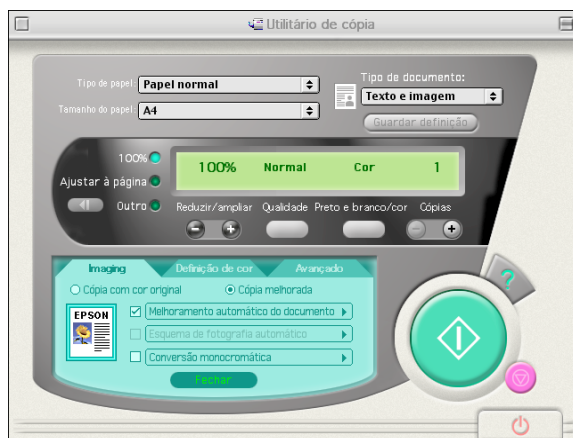 Utilitário de cópia
Tipo de papel: Papel normal
Tamanho do papel: A4
Tipo de documento:
Texto e imagem
Guardar definição
100%
Ajustar à página
Outro
100% Normal Cor 1
Reduzir/ampliar Qualidade Preto e branco/cor Cópias
Imaging Definição de cor Avançado
Cópia com cor original Cópia melhorada
EPSON
Melhoramento automático do documento
Esquema de fotografia automático
Conversão monocromática
Fechar
?